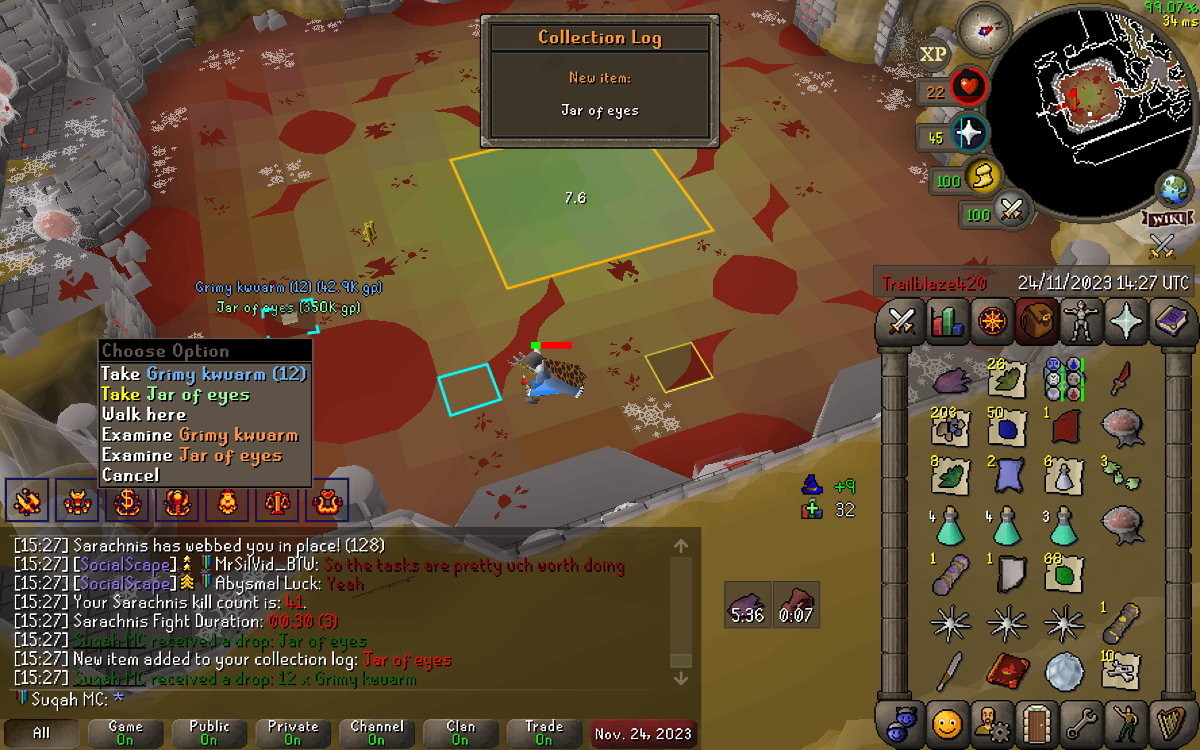 Collection Log
New item:
Jar of eyes
99.07%
34 ms
XP
22
45
100
100
WIKI
7.6
Grimy kwuarm (12) (42.9K gp)
Jar of eyes (350K gp)
Trailblaze420
24/11/2023 14:27 UTC
Choose Option
Take Grimy kwuarm (12)
Take Jar of eyes
Walk here
Examine Grimy kwuarm
Examine Jar of eyes
Cancel
28
50
1
8
2
6
3
4
4
3
1
1
68
1
10
+9
32
5:36
0:07
[15:27] Sarachnis has webbed you in place! (128)
[15:27] [SocialScape] MrSilVid_BTW: So the tasks are pretty uch worth doing
[15:27] [SocialScape] Abysmal Luck: Yeah
[15:27] Your Sarachnis kill count is: 41.
[15:27] Sarachnis Fight Duration: 00:30 (3)
[15:27] Suqah MC received a drop: Jar of eyes
[15:27] New item added to your collection log: Jar of eyes
[15:27] Suqah MC received a drop: 12 x Grimy kwuarm
Suqah MC: *
All
Game
On
Public
On
Private
On
Channel
On
Clan
On
Trade
On
Nov. 24, 2023